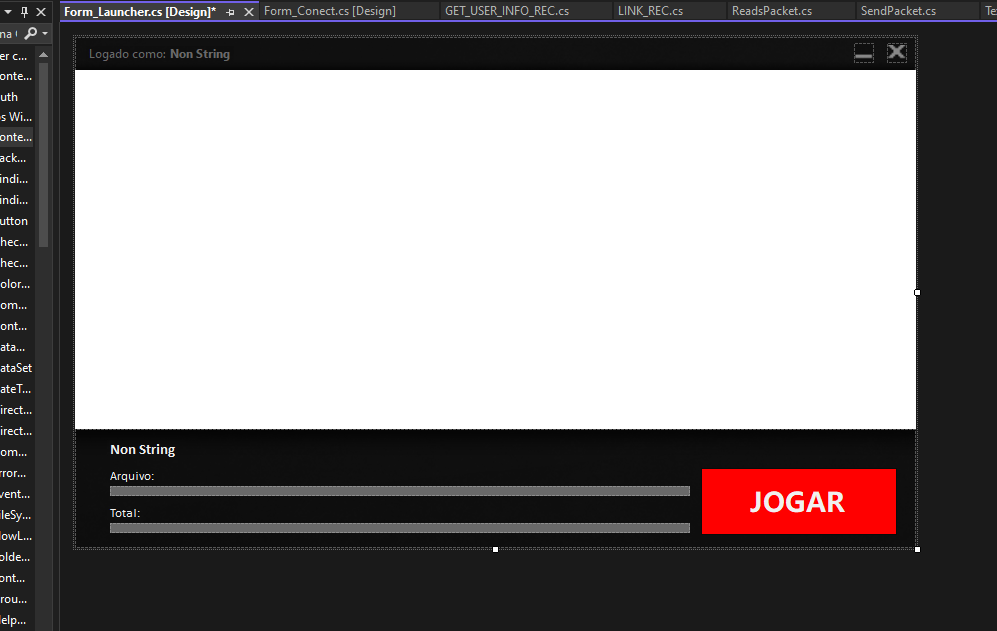 Form_Launcher.cs [Design]* Form_Conect.cs [Design] GET_USER_INFO_REC.cs LINK_REC.cs ReadsPacket.cs SendPacket.cs Te
na
er c...
onte...
uth
s Wi...
onte...
ack...
indi...
indi...
utton
hec...
hec...
olor...
om...
ont...
ata...
ataSet
ateT...
irect...
irect...
om...
rror...
vent...
ileSy...
lowL...
olde...
ont...
rou...
elp...
Logado como: Non String
Non String
Arquivo:
Total:
JOGAR